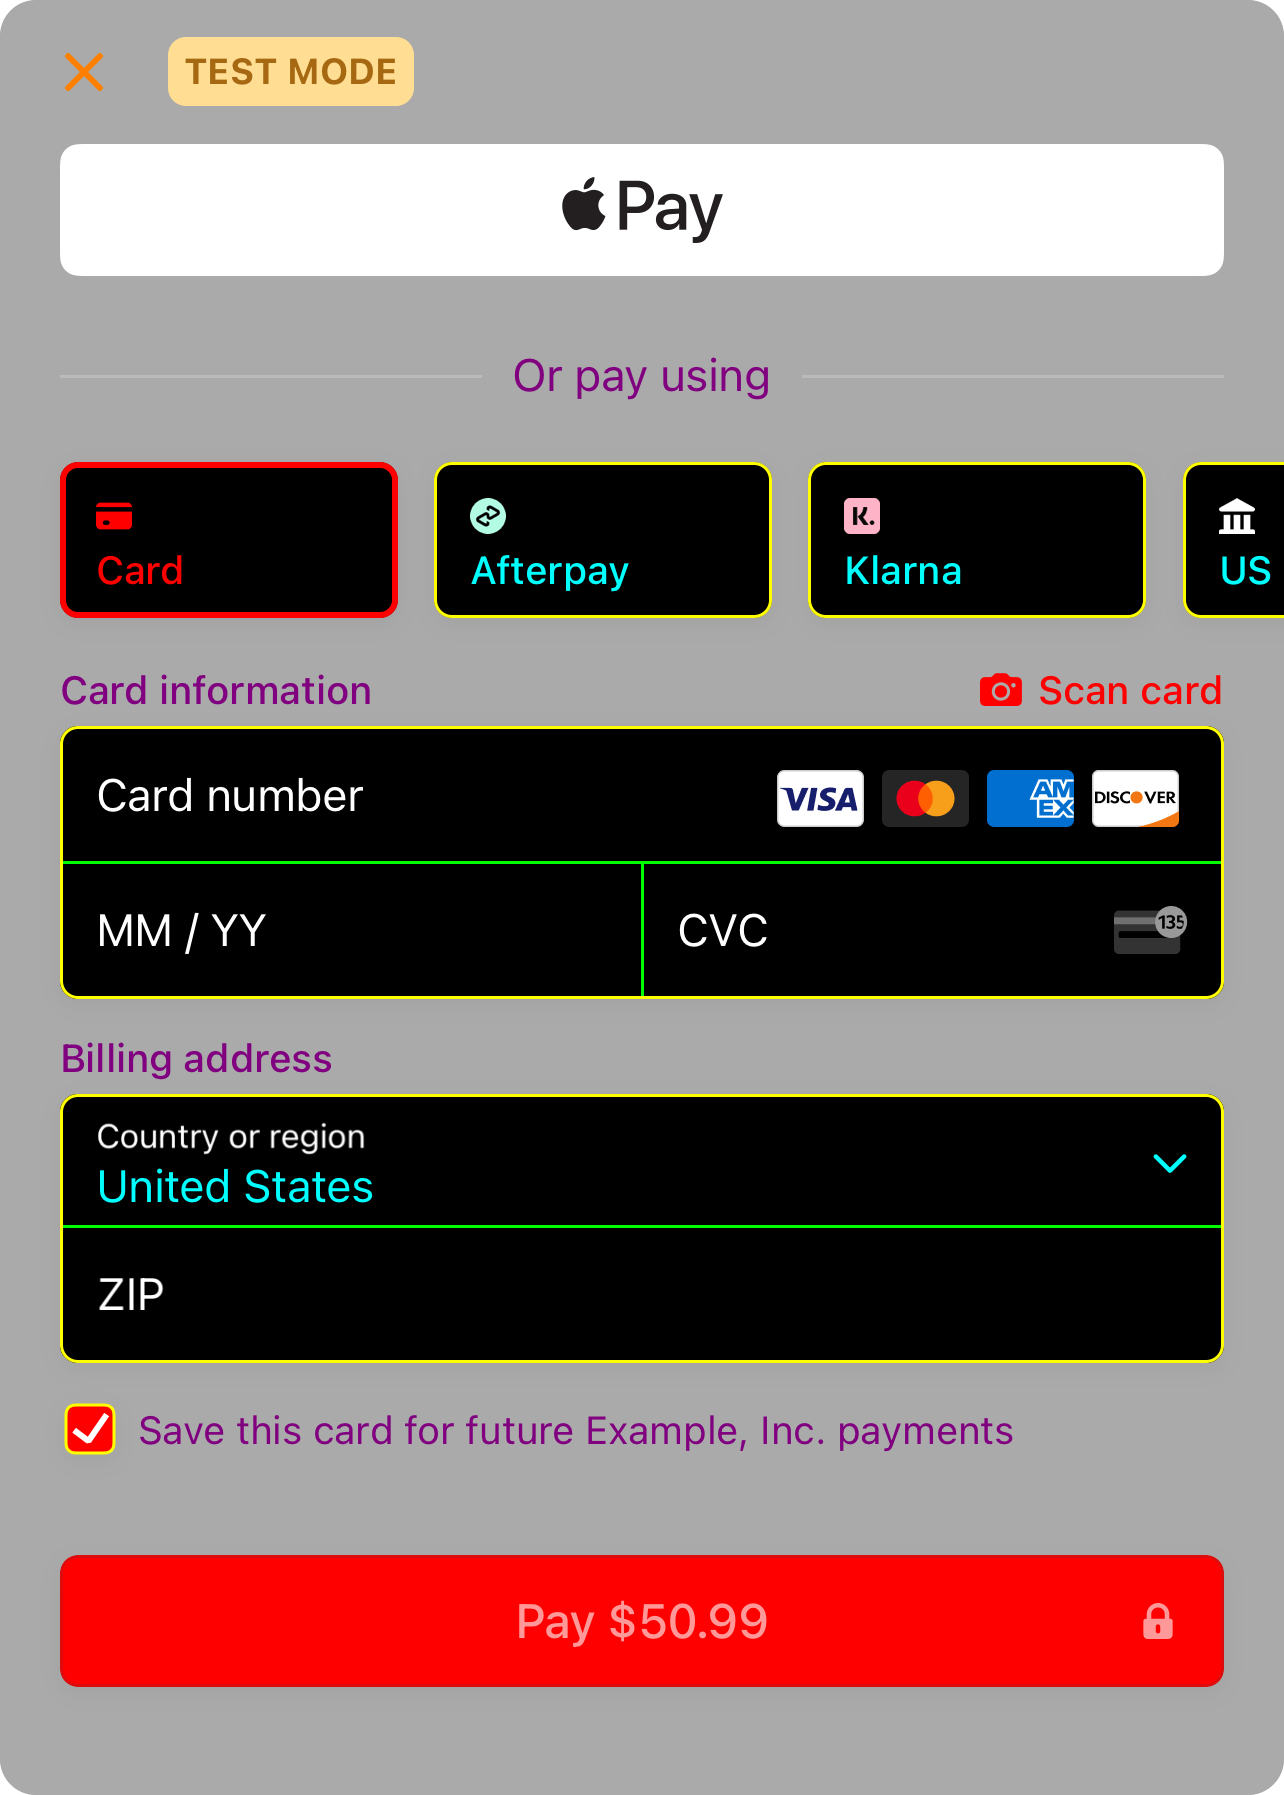 TEST MODE
Pay
Or pay using
Card
Afterpay
K.
Klarna
US
Card information
Scan card
Card number
VISA
AM
EX
DISCOVER
MM / YY
CVC
135
Billing address
Country or region
United States
ZIP
Save this card for future Example, Inc. payments
Pay $50.99